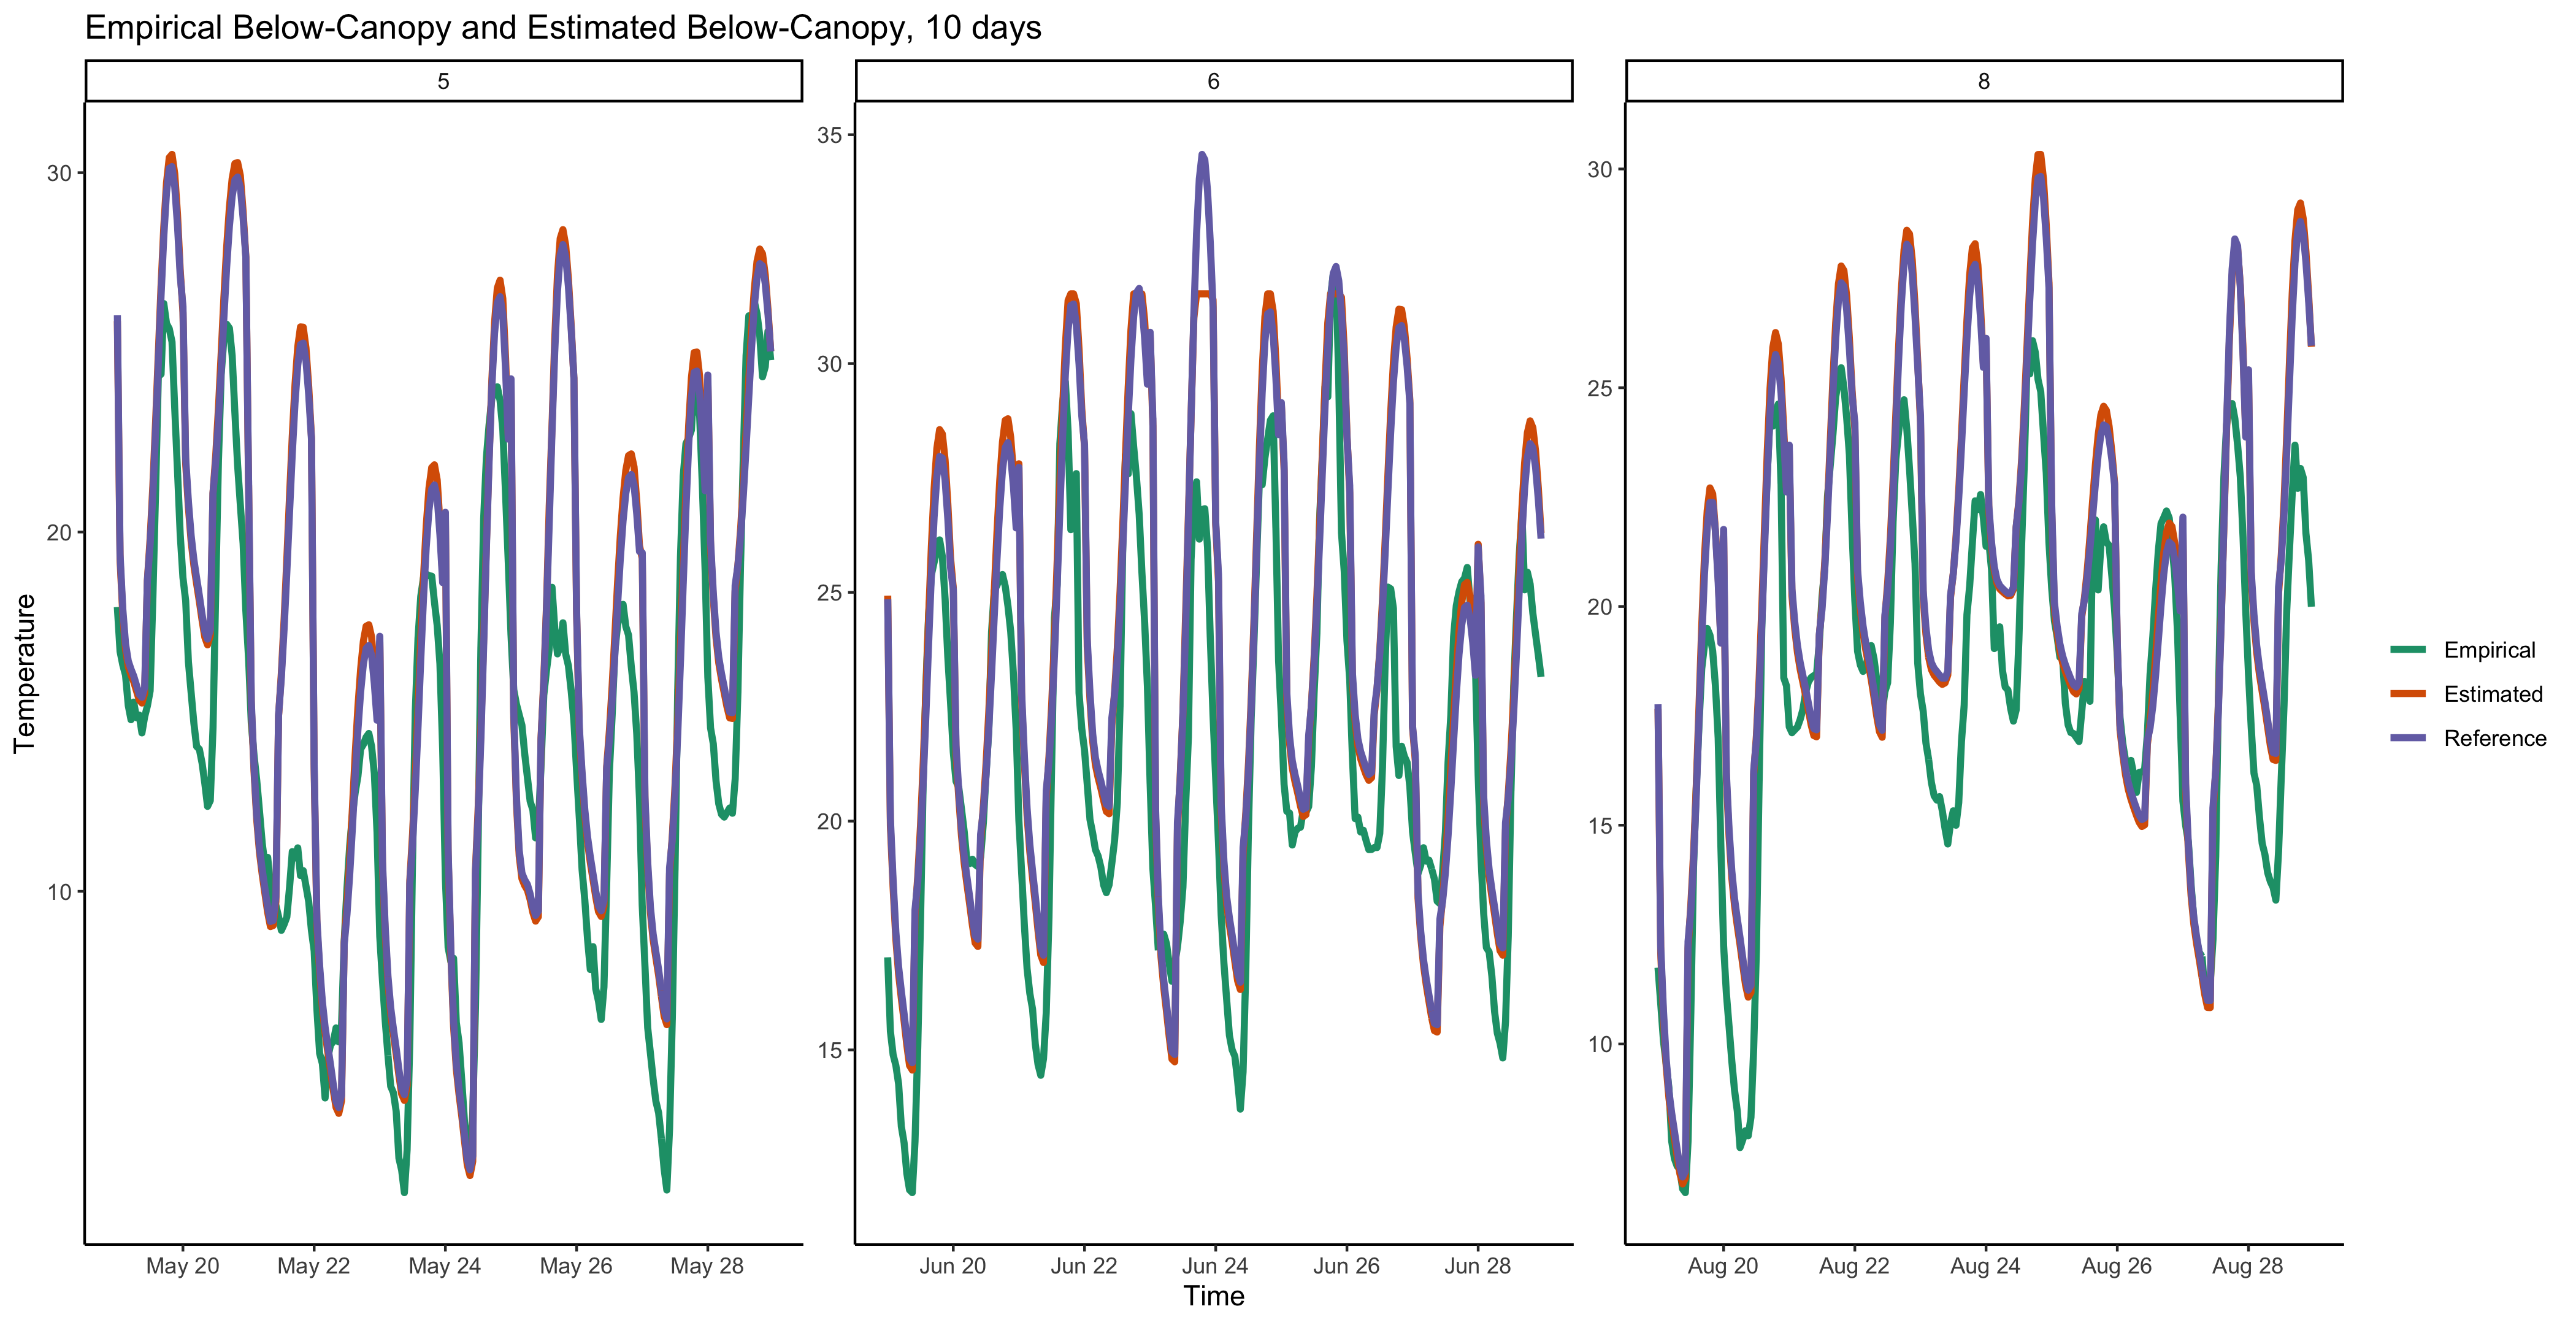 Empirical Below-Canopy and Estimated Below-Canopy, 10 days
5
6
8
Temperature
30
20
10
35
30
25
20
15
30
25
20
15
10
May 20
May 22
May 24
May 26
May 28
Jun 20
Jun 22
Jun 24
Jun 26
Jun 28
Aug 20
Aug 22
Aug 24
Aug 26
Aug 28
Time
Empirical
Estimated
Reference